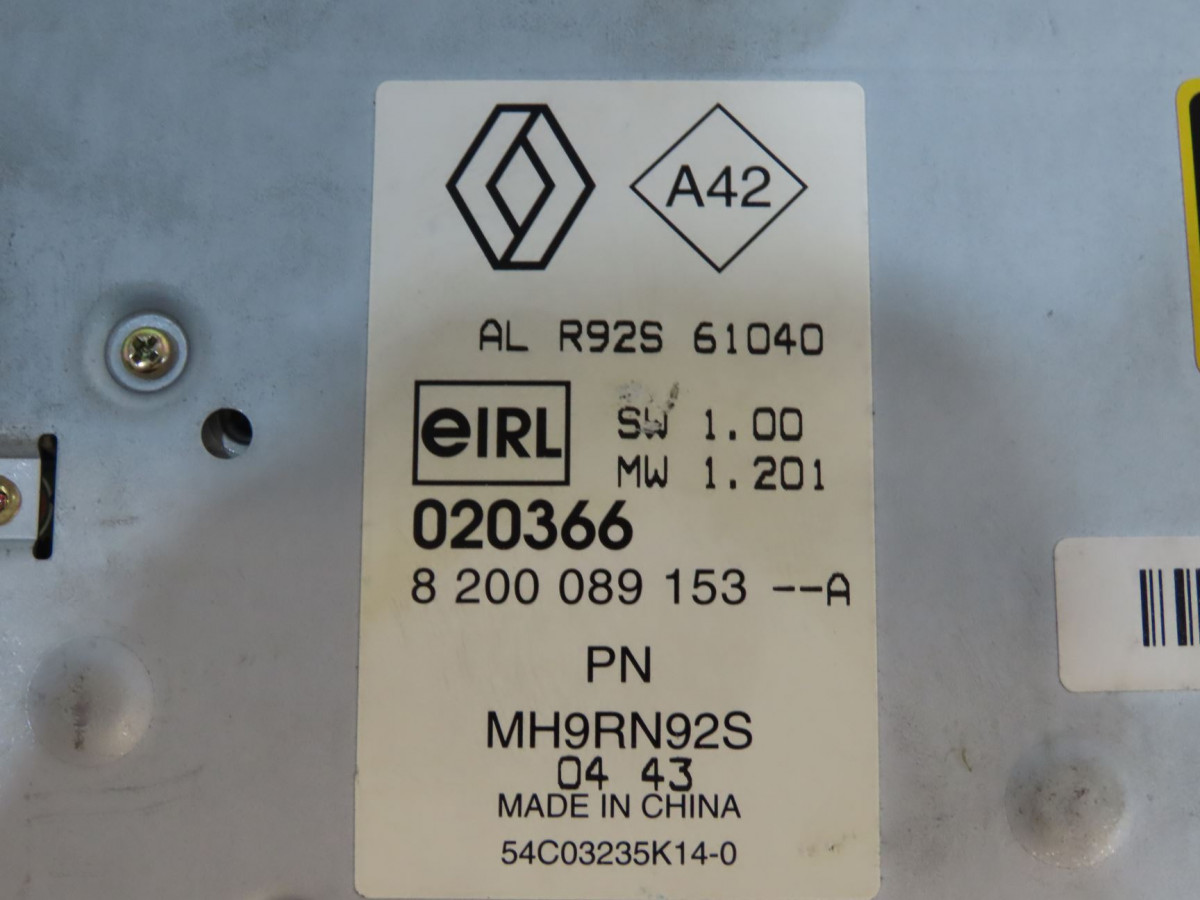 A42
AL R92S 61040
eIRL
SW 1.00
MW 1.201
020366
8 200 089 153 --A
PN
MH9RN92S
04 43
MADE IN CHINA
54C03235K14-0